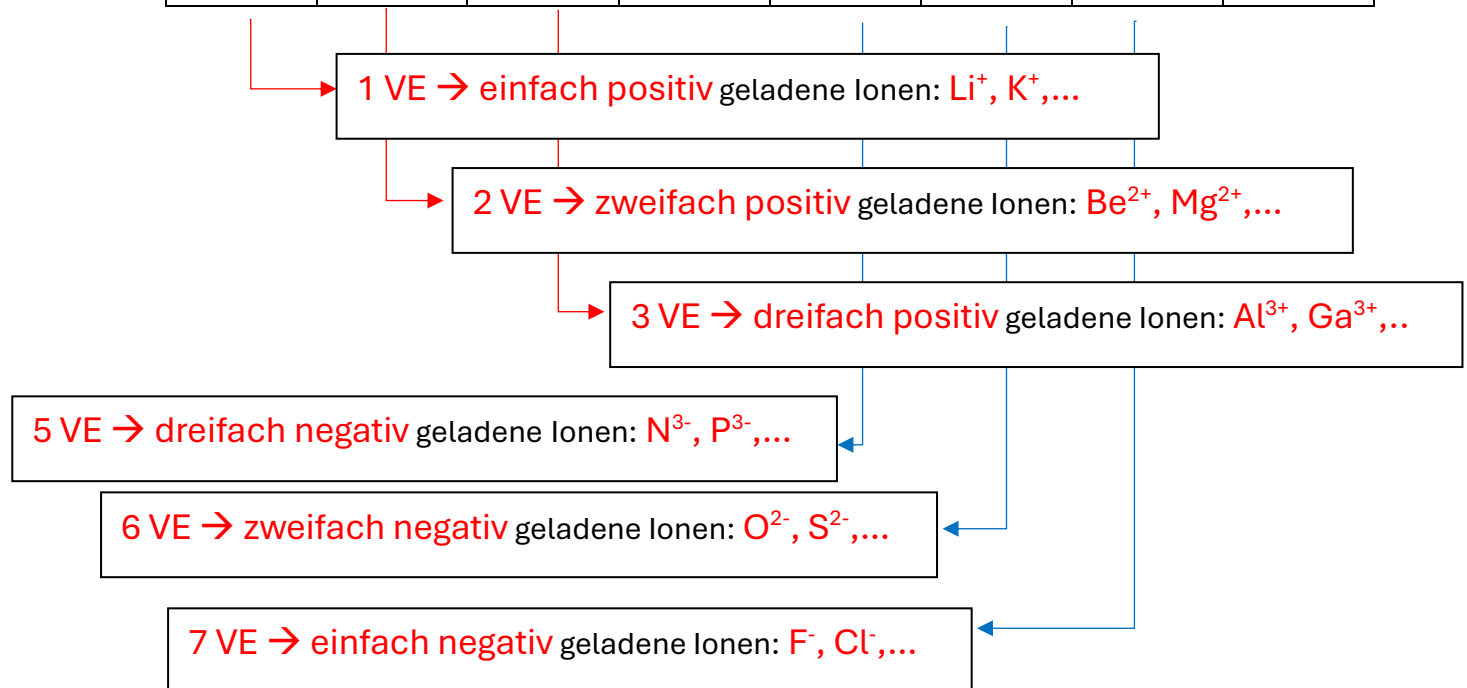 1 VE → einfach positiv geladene Ionen: Li⁺, K⁺,...
2 VE → zweifach positiv geladene Ionen: Be²⁺, Mg²⁺,...
3 VE → dreifach positiv geladene Ionen: Al³⁺, Ga³⁺,..
5 VE → dreifach negativ geladene Ionen: N³⁻, P³⁻,...
6 VE → zweifach negativ geladene Ionen: O²⁻, S²⁻,...
7 VE → einfach negativ geladene Ionen: F⁻, Cl⁻,...